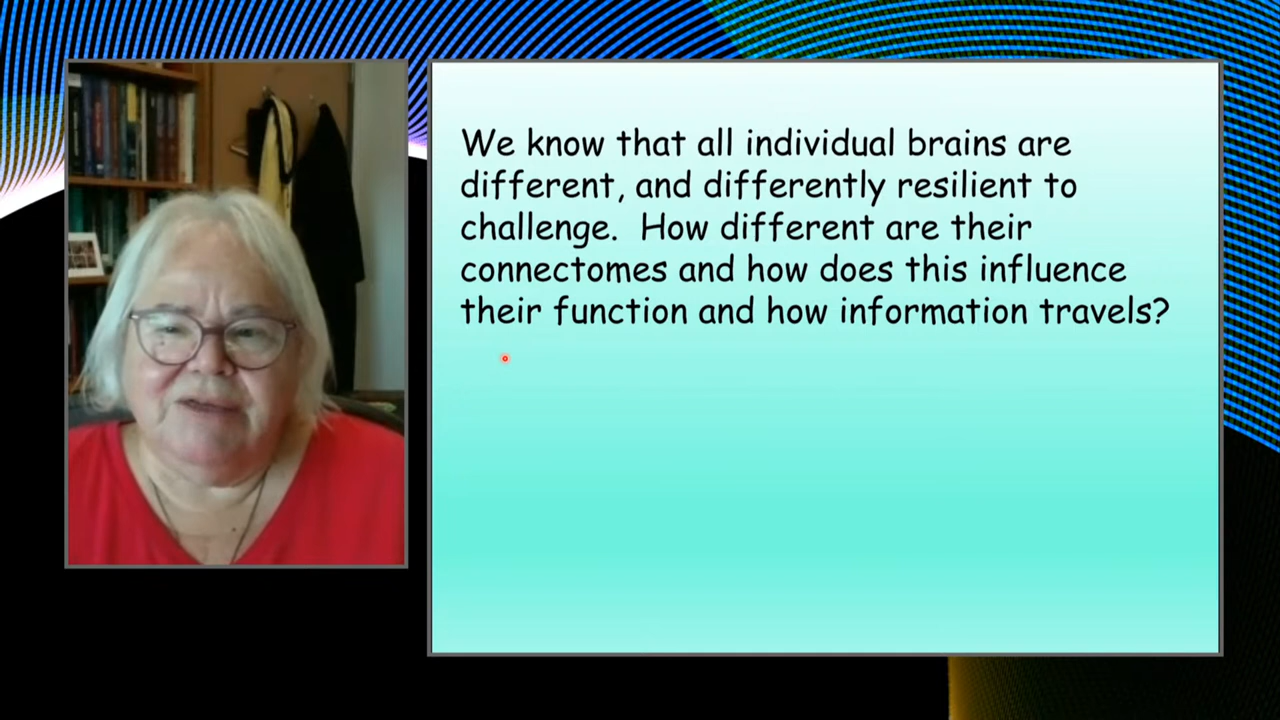 We know that all individual brains are
different, and differently resilient to
challenge.  How different are their
connectomes and how does this influence
their function and how information travels?